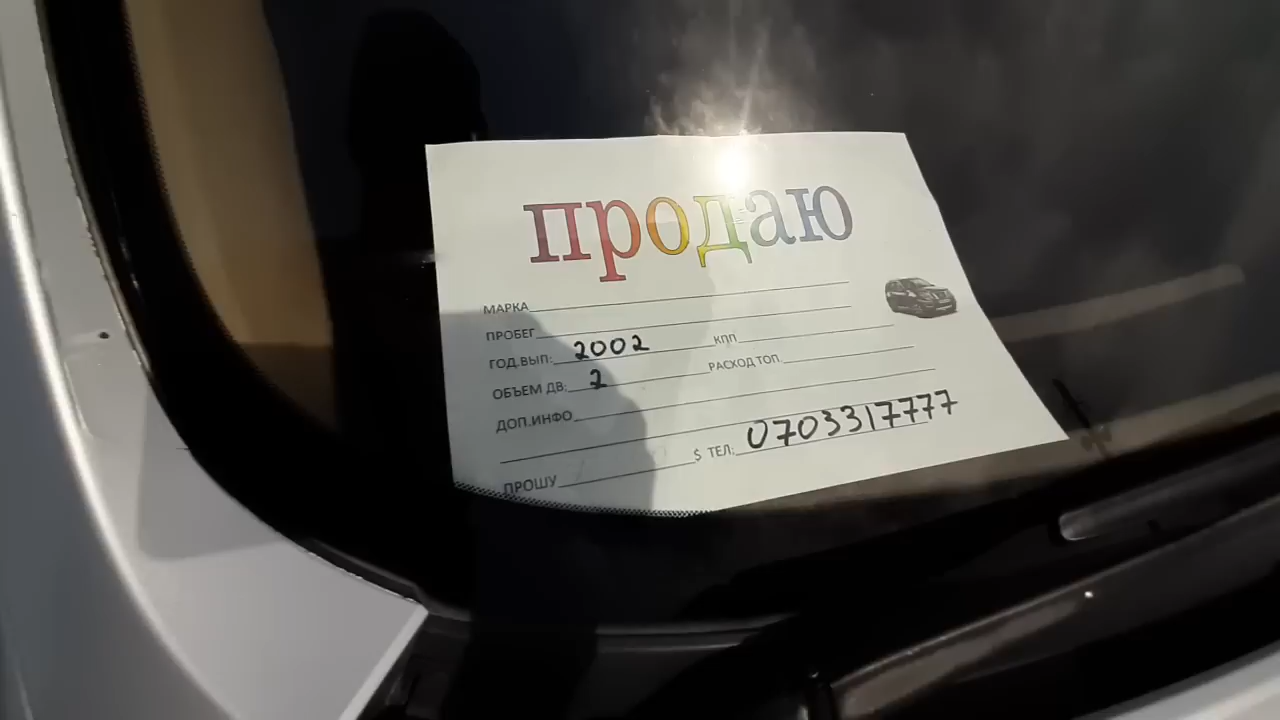 продаю
МАРКА
ПРОБЕГ
ГОД.ВЫП: 2002 КПП
ОБЪЕМ ДВ: 2 РАСХОД ТОП.
ДОП.ИНФО
ПРОШУ $ ТЕЛ: 0703317777